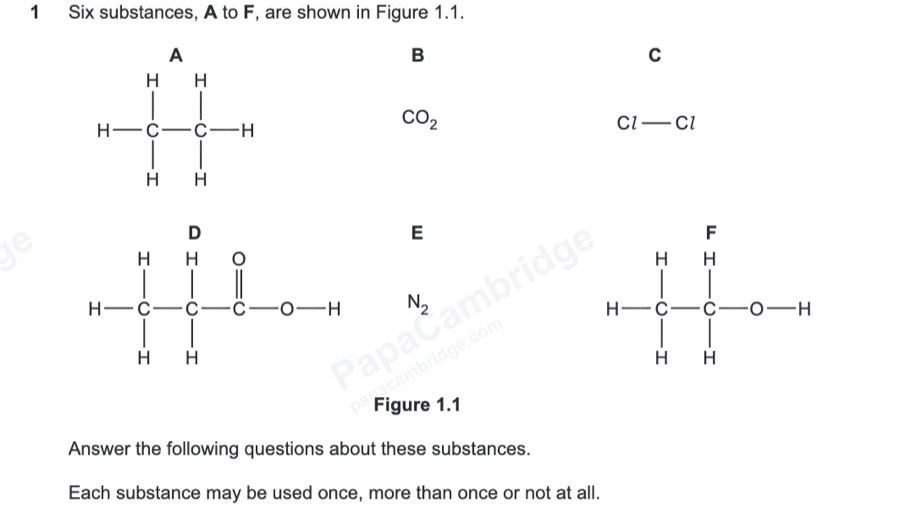 1 Six substances, A to F, are shown in Figure 1.1.
A B C
H H
H—C—C—H CO₂ Cl—Cl
H H
D E F
H H O H H
H—C—C—C—O—H N₂ H—C—C—O—H
H H H H
PapaCambridge
papacambridge.com
Figure 1.1
Answer the following questions about these substances.
Each substance may be used once, more than once or not at all.
ge